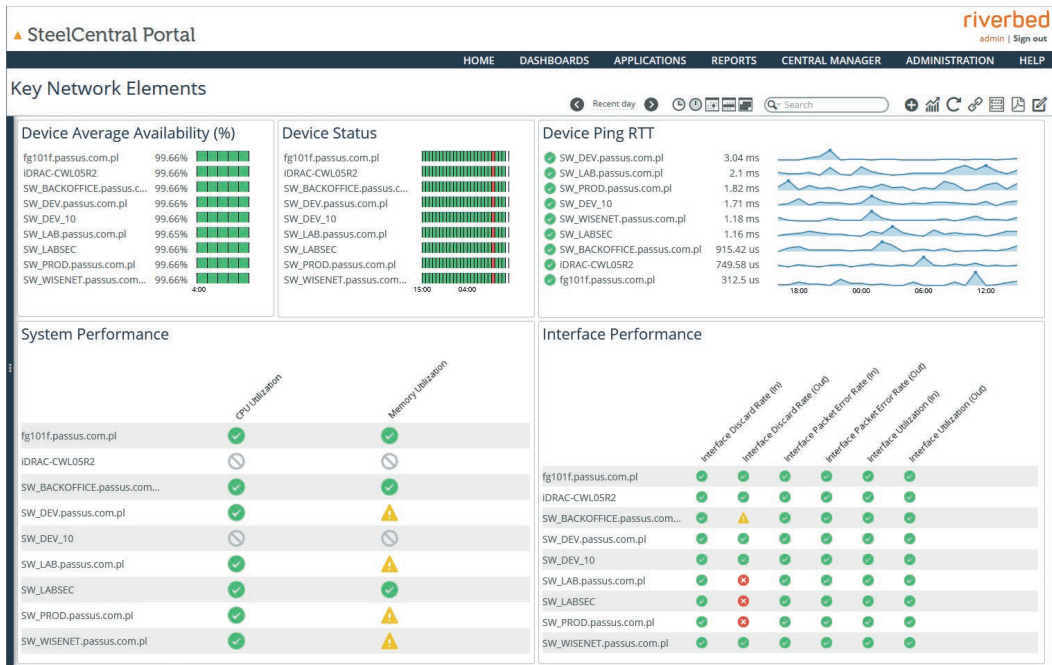 riverbed
SteelCentral Portal
admin | Sign out
HOME DASHBOARDS APPLICATIONS REPORTS CENTRAL MANAGER ADMINISTRATION HELP
Key Network Elements
Recent day
Search
Device Average Availability (%)
fg101f.passus.com.pl 99.66%
iDRAC-CWL05R2 99.66%
SW_BACKOFFICE.passus.c... 99.66%
SW_DEV.passus.com.pl 99.66%
SW_DEV_10 99.66%
SW_LAB.passus.com.pl 99.65%
SW_LABSEC 99.66%
SW_PROD.passus.com.pl 99.66%
SW_WISENET.passus.com... 99.66%
4:00
Device Status
fg101f.passus.com.pl
iDRAC-CWL05R2
SW_BACKOFFICE.passus.c...
SW_DEV.passus.com.pl
SW_DEV_10
SW_LAB.passus.com.pl
SW_LABSEC
SW_PROD.passus.com.pl
SW_WISENET.passus.com...
15:00 04:00
Device Ping RTT
SW_DEV.passus.com.pl 3.04 ms
SW_LAB.passus.com.pl 2.1 ms
SW_PROD.passus.com.pl 1.82 ms
SW_DEV_10 1.71 ms
SW_WISENET.passus.com.pl 1.18 ms
SW_LABSEC 1.16 ms
SW_BACKOFFICE.passus.com.pl 915.42 us
iDRAC-CWL05R2 749.58 us
fg101f.passus.com.pl 312.5 us
18:00 00:00 06:00 12:00
System Performance
CPU Utilization
Memory Utilization
fg101f.passus.com.pl
iDRAC-CWL05R2
SW_BACKOFFICE.passus.com...
SW_DEV.passus.com.pl
SW_DEV_10
SW_LAB.passus.com.pl
SW_LABSEC
SW_PROD.passus.com.pl
SW_WISENET.passus.com.pl
Interface Performance
Interface Discard Rate (In)
Interface Discard Rate (Out)
Interface Packet Error Rate (In)
Interface Packet Error Rate (Out)
Interface Utilization (In)
Interface Utilization (Out)
fg101f.passus.com.pl
iDRAC-CWL05R2
SW_BACKOFFICE.passus.com...
SW_DEV.passus.com.pl
SW_DEV_10
SW_LAB.passus.com.pl
SW_LABSEC
SW_PROD.passus.com.pl
SW_WISENET.passus.com.pl